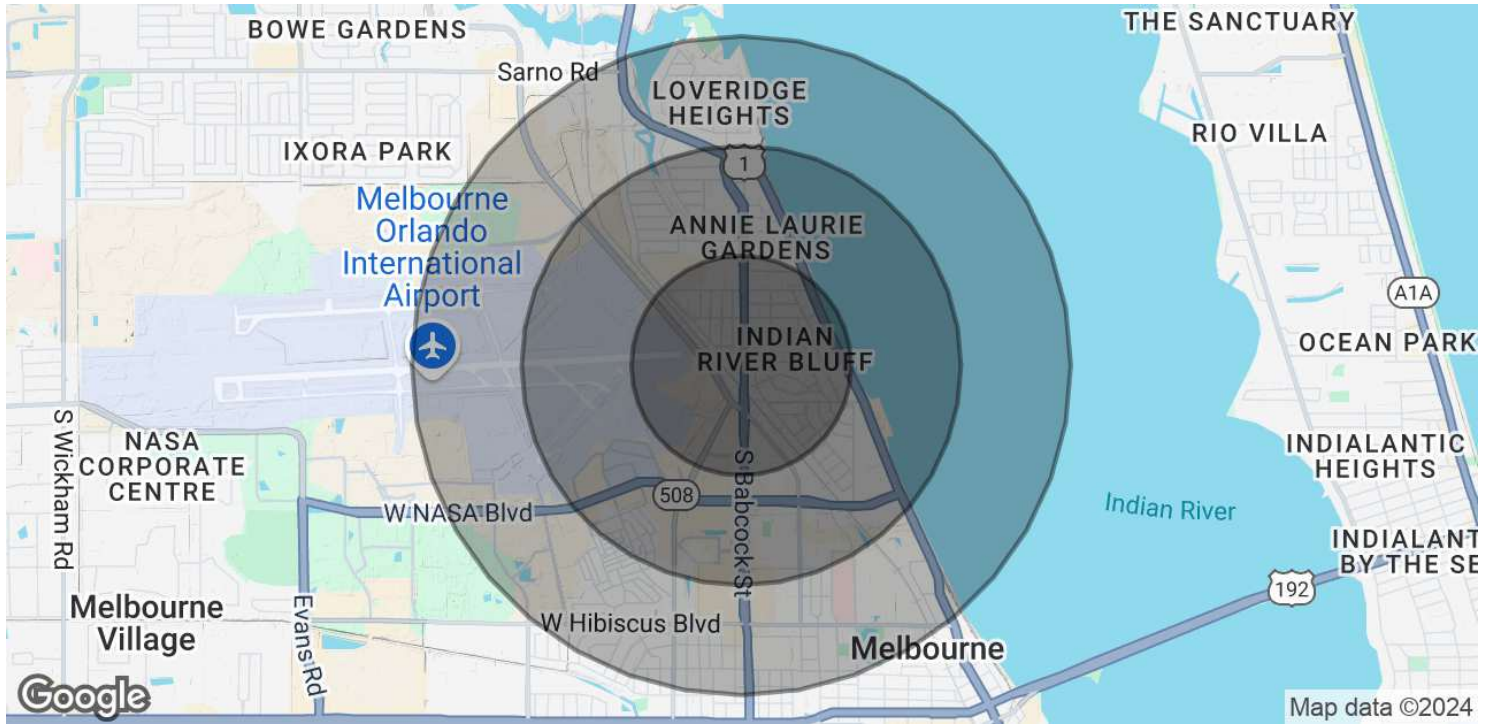 BOWE GARDENS
THE SANCTUARY
Sarno Rd
LOVERIDGE
HEIGHTS
RIO VILLA
IXORA PARK
1
Melbourne
Orlando
International
Airport
ANNIE LAURIE
GARDENS
A1A
INDIAN
RIVER BLUFF
OCEAN PARK
S Wickham Rd
NASA
CORPORATE
CENTRE
INDIALANTIC
HEIGHTS
S Babcock St
508
W NASA Blvd
Indian River
INDIALANT
BY THE SE
192
Melbourne
Village
Evans Rd
W Hibiscus Blvd
Melbourne
Google
Map data ©2024